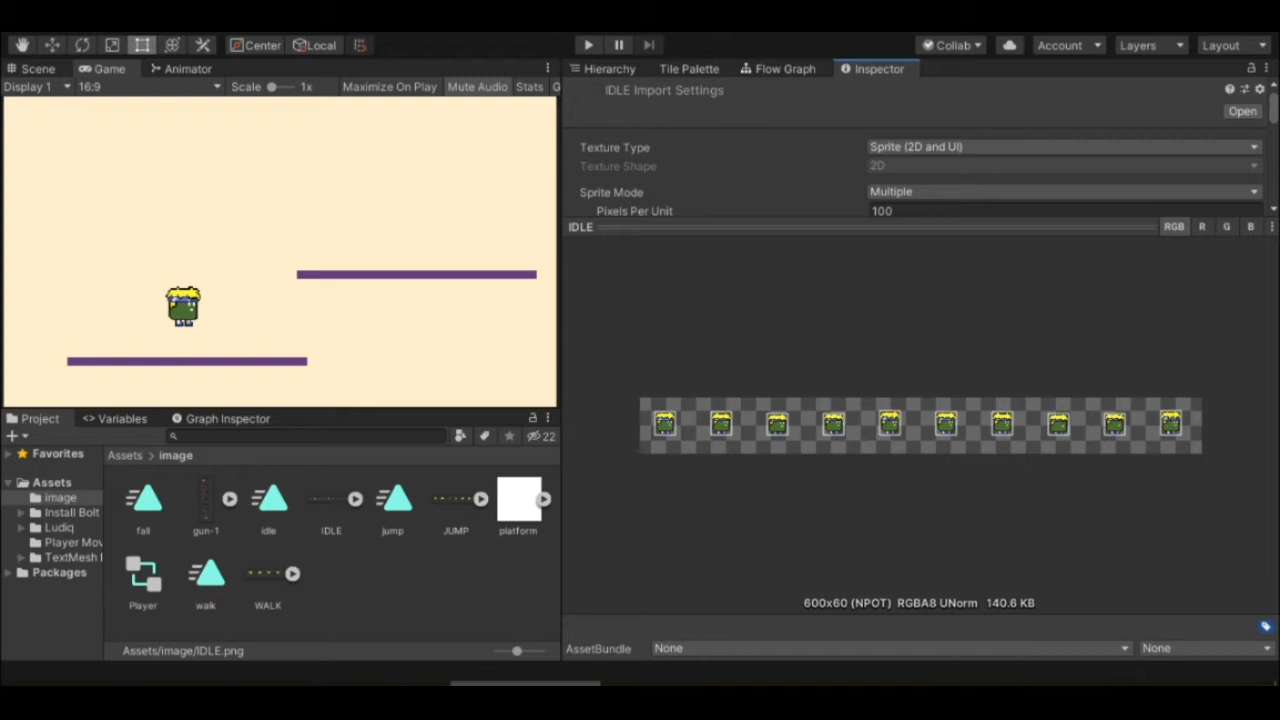 Center Local Collab Account Layers Layout
Scene Game Animator Hierarchy Tile Palette Flow Graph Inspector
Display 1 16:9 Scale 1x Maximize On Play Mute Audio Stats G
IDLE Import Settings
Open
Texture Type Sprite (2D and UI)
Texture Shape 2D
Sprite Mode Multiple
Pixels Per Unit 100
IDLE RGB R G B
Project <> Variables Graph Inspector
22
Favorites
Assets > image
Assets
image
Install Bolt
Ludiq
Player Mov
TextMesh
Packages
fall gun-1 idle IDLE jump JUMP platform
Player walk WALK
600x60 (NPOT) RGBA8 UNorm 140.6 KB
Assets/image/IDLE.png
AssetBundle None None